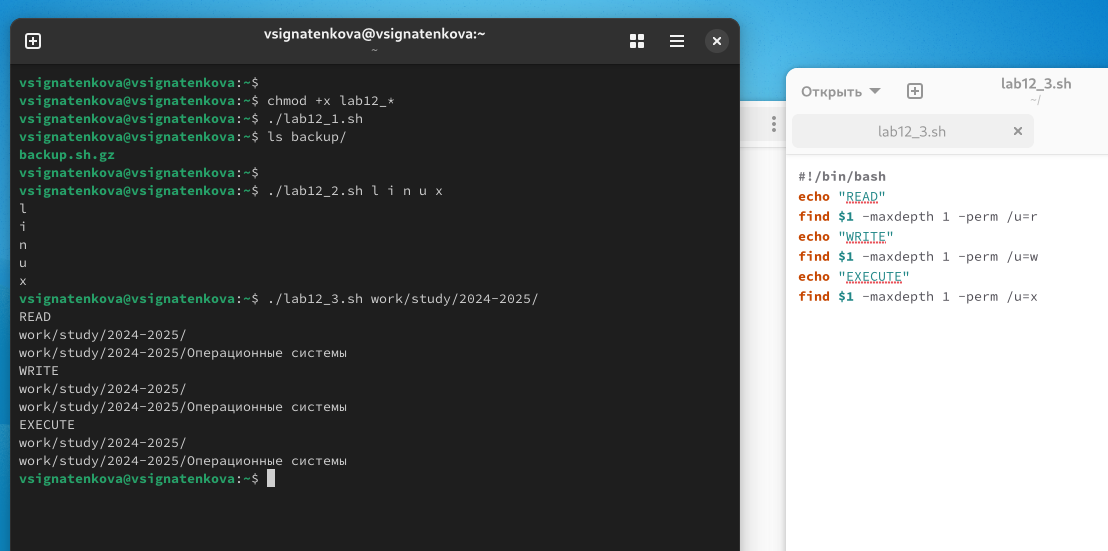 vsignatenkova@vsignatenkova:~
~
vsignatenkova@vsignatenkova:~$
vsignatenkova@vsignatenkova:~$ chmod +x lab12_*
vsignatenkova@vsignatenkova:~$ ./lab12_1.sh
vsignatenkova@vsignatenkova:~$ ls backup/
backup.sh.gz
vsignatenkova@vsignatenkova:~$
vsignatenkova@vsignatenkova:~$ ./lab12_2.sh l i n u x
l
i
n
u
x
vsignatenkova@vsignatenkova:~$ ./lab12_3.sh work/study/2024-2025/
READ
work/study/2024-2025/
work/study/2024-2025/Операционные системы
WRITE
work/study/2024-2025/
work/study/2024-2025/Операционные системы
EXECUTE
work/study/2024-2025/
work/study/2024-2025/Операционные системы
vsignatenkova@vsignatenkova:~$
Открыть
lab12_3.sh
~/
lab12_3.sh
#!/bin/bash
echo "READ"
find $1 -maxdepth 1 -perm /u=r
echo "WRITE"
find $1 -maxdepth 1 -perm /u=w
echo "EXECUTE"
find $1 -maxdepth 1 -perm /u=x